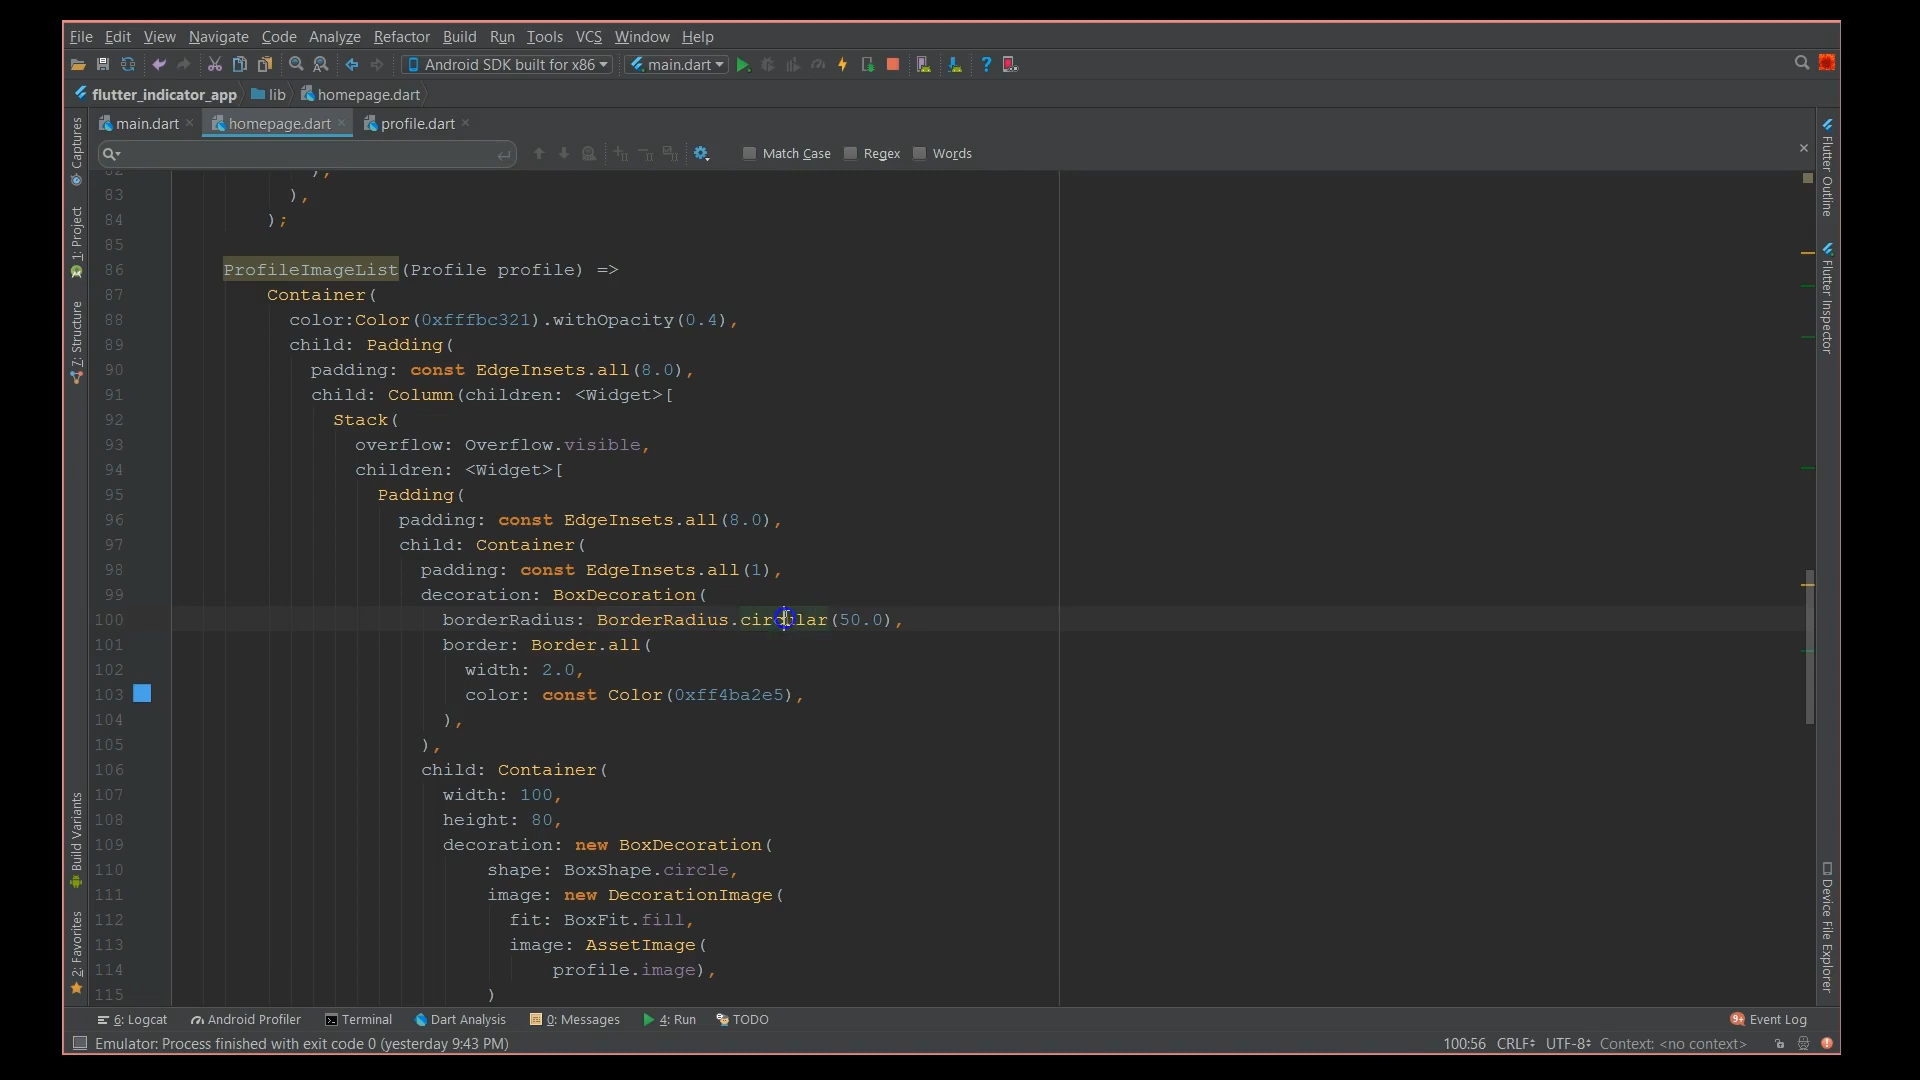 File Edit View Navigate Code Analyze Refactor Build Run Tools VCS Window Help
Android SDK built for x86 main.dart
flutter_indicator_app lib homepage.dart
main.dart homepage.dart profile.dart
Match Case Regex Words
82 ),
83 ),
84 );
85
86 ProfileImageList(Profile profile) =>
87 Container(
88 color:Color(0xfffbc321).withOpacity(0.4),
89 child: Padding(
90 padding: const EdgeInsets.all(8.0),
91 child: Column(children: <Widget>[
92 Stack(
93 overflow: Overflow.visible,
94 children: <Widget>[
95 Padding(
96 padding: const EdgeInsets.all(8.0),
97 child: Container(
98 padding: const EdgeInsets.all(1),
99 decoration: BoxDecoration(
100 borderRadius: BorderRadius.circular(50.0),
101 border: Border.all(
102 width: 2.0,
103 color: const Color(0xff4ba2e5),
104 ),
105 ),
106 child: Container(
107 width: 100,
108 height: 80,
109 decoration: new BoxDecoration(
110 shape: BoxShape.circle,
111 image: new DecorationImage(
112 fit: BoxFit.fill,
113 image: AssetImage(
114 profile.image),
115 )
Captures
1: Project
7: Structure
Build Variants
2: Favorites
Flutter Outline
Flutter Inspector
Device File Explorer
6: Logcat Android Profiler Terminal Dart Analysis 0: Messages 4: Run TODO 9+ Event Log
Emulator: Process finished with exit code 0 (yesterday 9:43 PM) 100:56 CRLF UTF-8 Context: <no context>